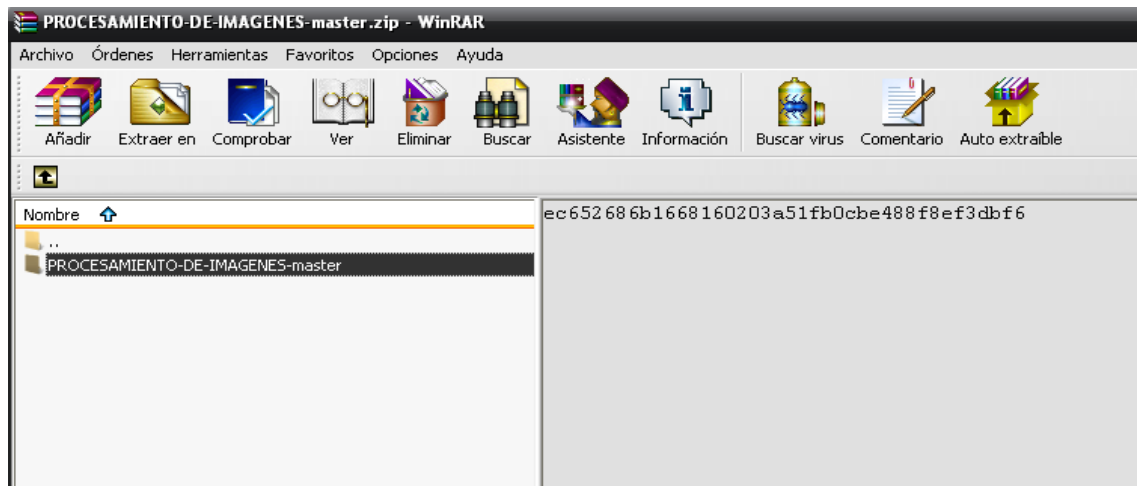 PROCESAMIENTO-DE-IMAGENES-master.zip - WinRAR
Archivo Órdenes Herramientas Favoritos Opciones Ayuda
Añadir Extraer en Comprobar Ver Eliminar Buscar Asistente Información Buscar virus Comentario Auto extraíble
Nombre
ec652686b1668160203a51fb0cbe488f8ef3dbf6
..
PROCESAMIENTO-DE-IMAGENES-master